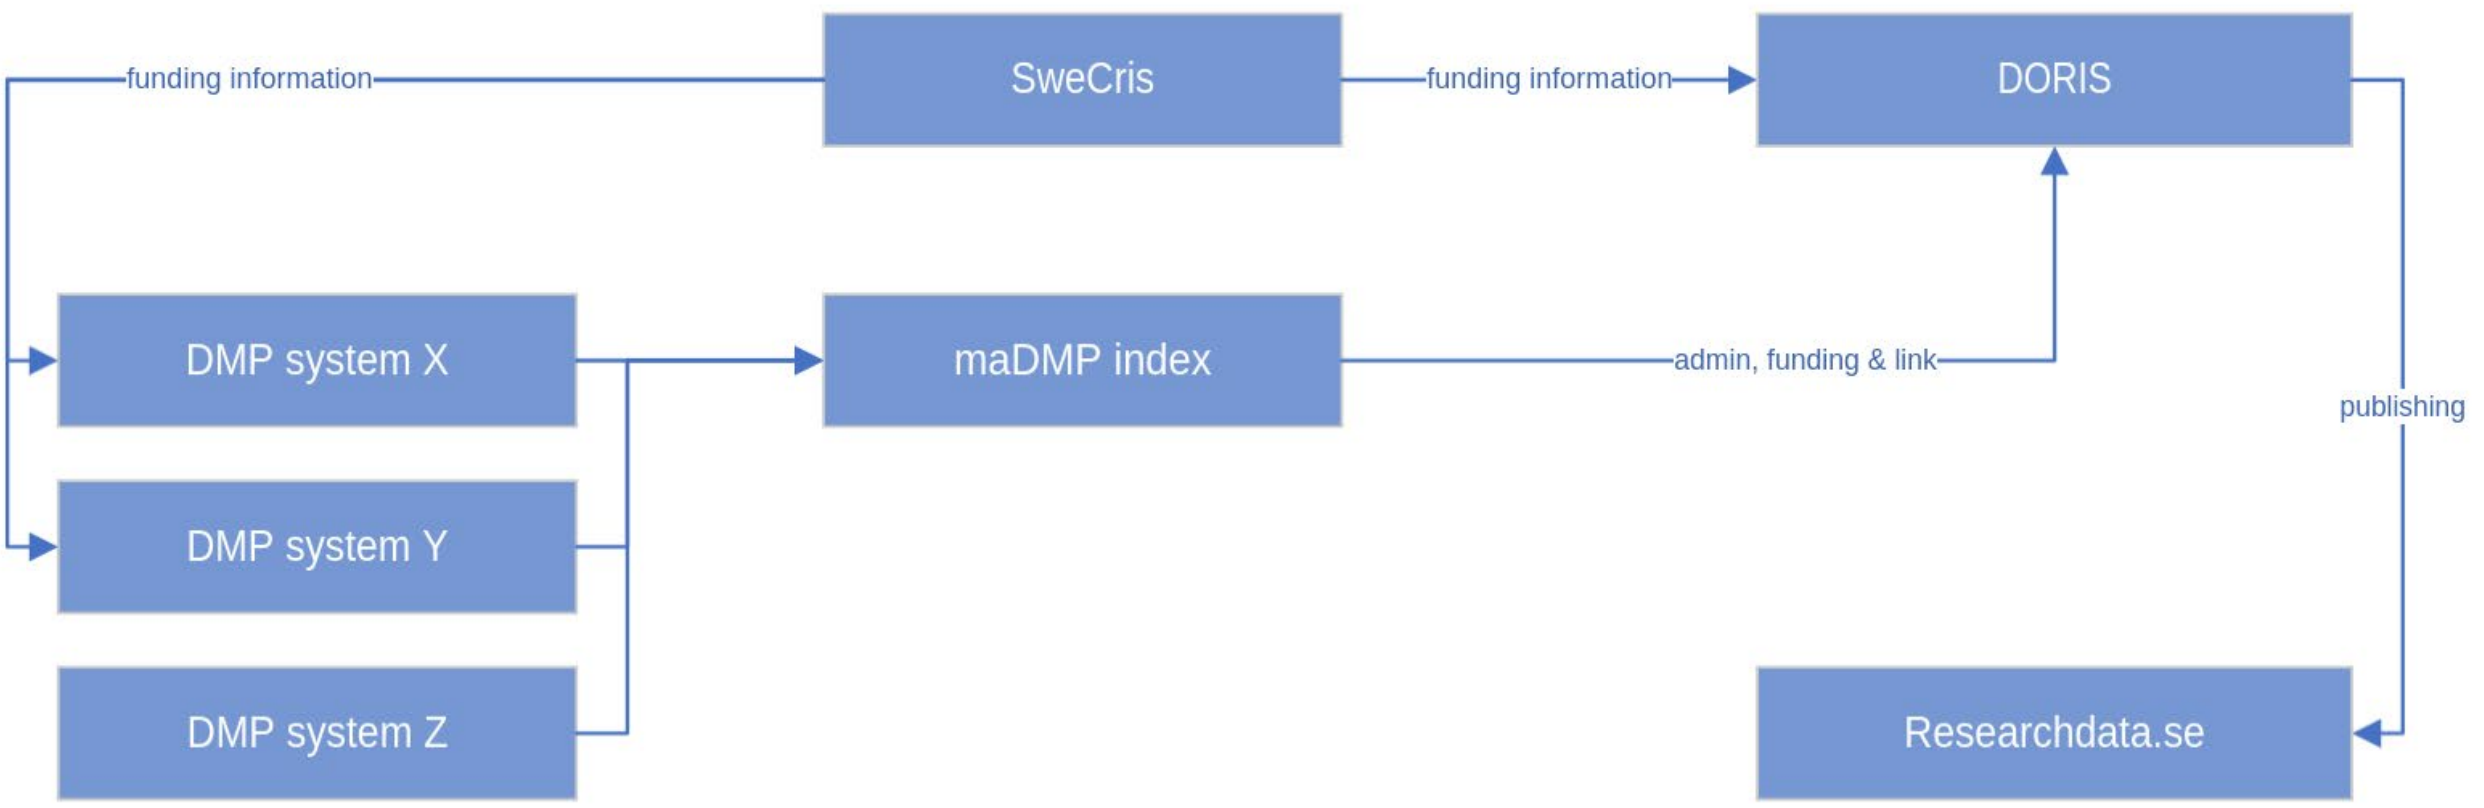 funding information
SweCris
funding information
DORIS
DMP system X
maDMP index
admin, funding & link
publishing
DMP system Y
DMP system Z
Researchdata.se